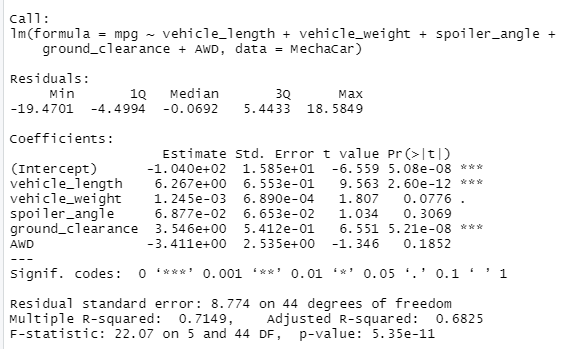 Call:
lm(formula = mpg ~ vehicle_length + vehicle_weight + spoiler_angle +
    ground_clearance + AWD, data = MechaCar)

Residuals:
     Min       1Q   Median       3Q      Max
-19.4701  -4.4994  -0.0692   5.4433  18.5849

Coefficients:
                   Estimate Std. Error t value Pr(>|t|)
(Intercept)      -1.040e+02  1.585e+01  -6.559 5.08e-08 ***
vehicle_length    6.267e+00  6.553e-01   9.563 2.60e-12 ***
vehicle_weight    1.245e-03  6.890e-04   1.807   0.0776 .
spoiler_angle     6.877e-02  6.653e-02   1.034   0.3069
ground_clearance  3.546e+00  5.412e-01   6.551 5.21e-08 ***
AWD              -3.411e+00  2.535e+00  -1.346   0.1852
---
Signif. codes:  0 ‘***’ 0.001 ‘**’ 0.01 ‘*’ 0.05 ‘.’ 0.1 ‘ ’ 1

Residual standard error: 8.774 on 44 degrees of freedom
Multiple R-squared:  0.7149,    Adjusted R-squared:  0.6825
F-statistic: 22.07 on 5 and 44 DF,  p-value: 5.35e-11